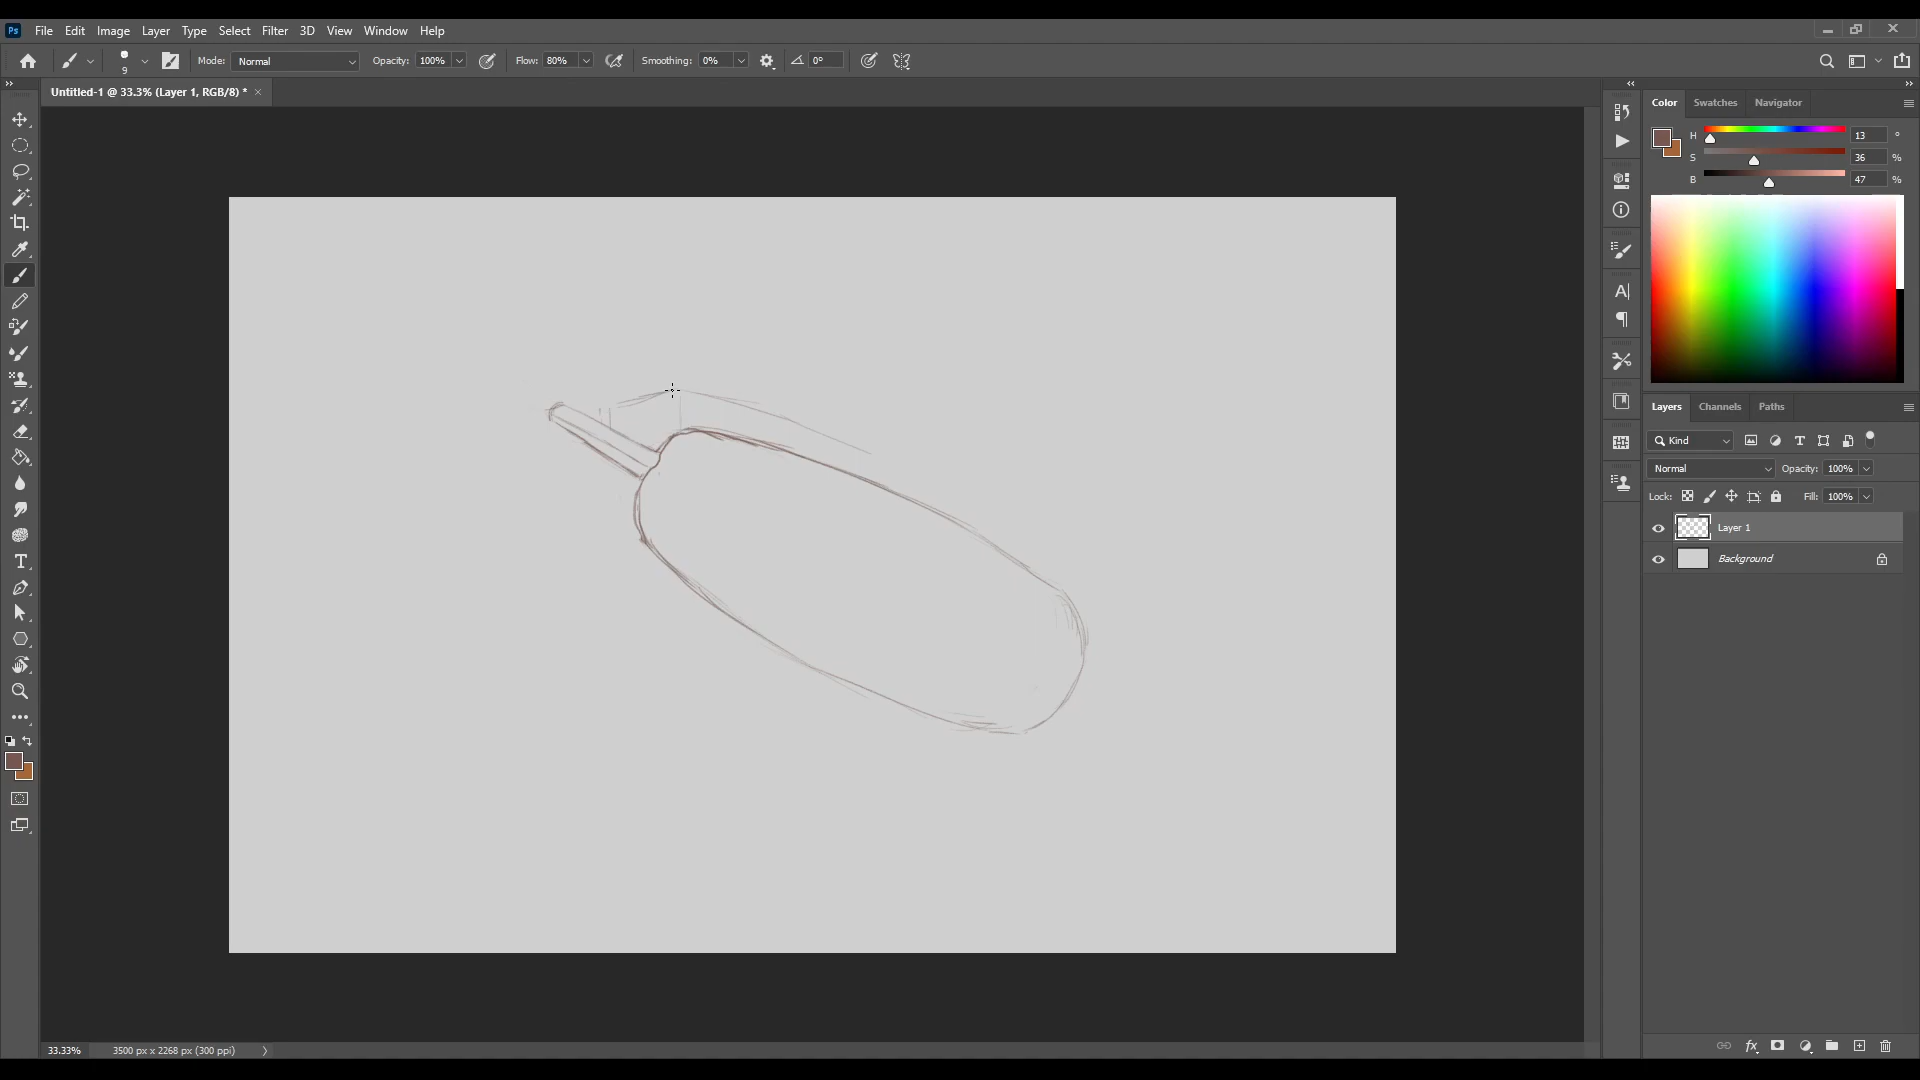 Ps File Edit Image Layer Type Select Filter 3D View Window Help
9 Mode: Normal Opacity: 100% Flow: 80% Smoothing: 0% 0°
Untitled-1 @ 33.3% (Layer 1, RGB/8) *
Color Swatches Navigator
H 13 °
S 36 %
B 47 %
Layers Channels Paths
Kind
Normal Opacity: 100%
Lock: Fill: 100%
Layer 1
Background
33.33% 3500 px x 2268 px (300 ppi)